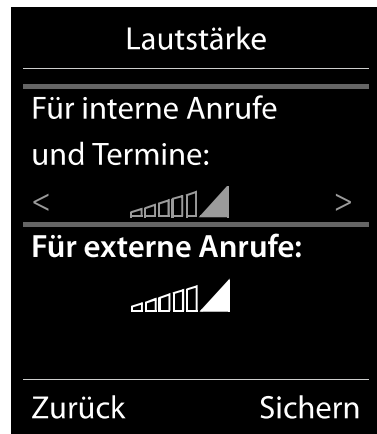 Lautstärke
Für interne Anrufe
und Termine:
< >
Für externe Anrufe:
Zurück Sichern